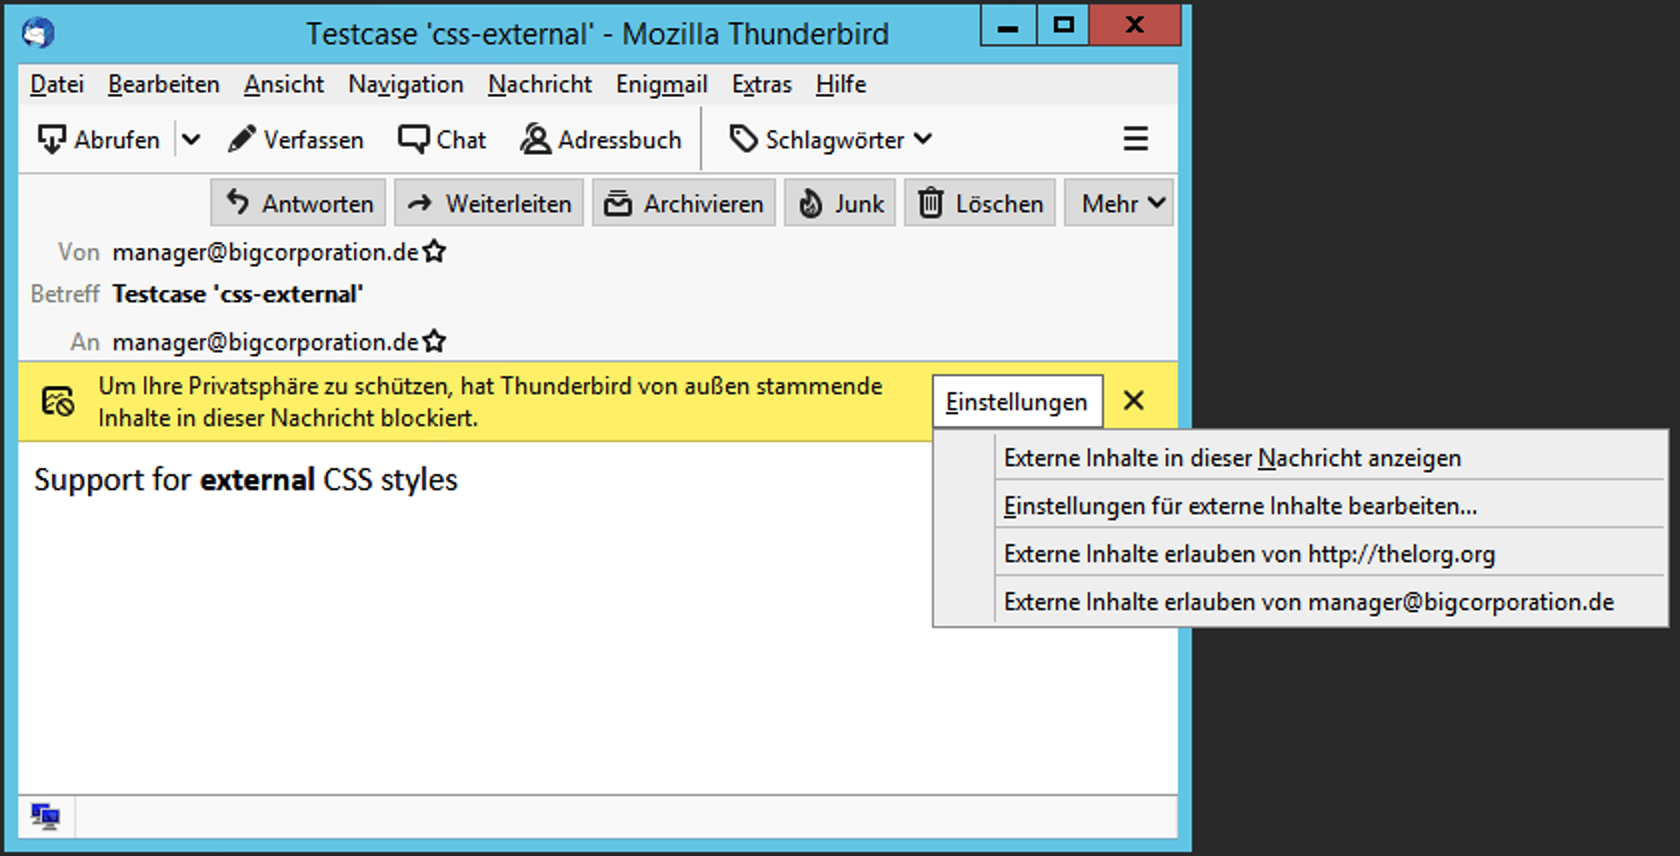 Testcase 'css-external' - Mozilla Thunderbird
Datei Bearbeiten Ansicht Navigation Nachricht Enigmail Extras Hilfe
Abrufen Verfassen Chat Adressbuch Schlagwörter
Antworten Weiterleiten Archivieren Junk Löschen Mehr
Von manager@bigcorporation.de
Betreff Testcase 'css-external'
An manager@bigcorporation.de
Um Ihre Privatsphäre zu schützen, hat Thunderbird von außen stammende
Inhalte in dieser Nachricht blockiert.
Einstellungen
Externe Inhalte in dieser Nachricht anzeigen
Einstellungen für externe Inhalte bearbeiten...
Externe Inhalte erlauben von http://thelorg.org
Externe Inhalte erlauben von manager@bigcorporation.de
Support for external CSS styles